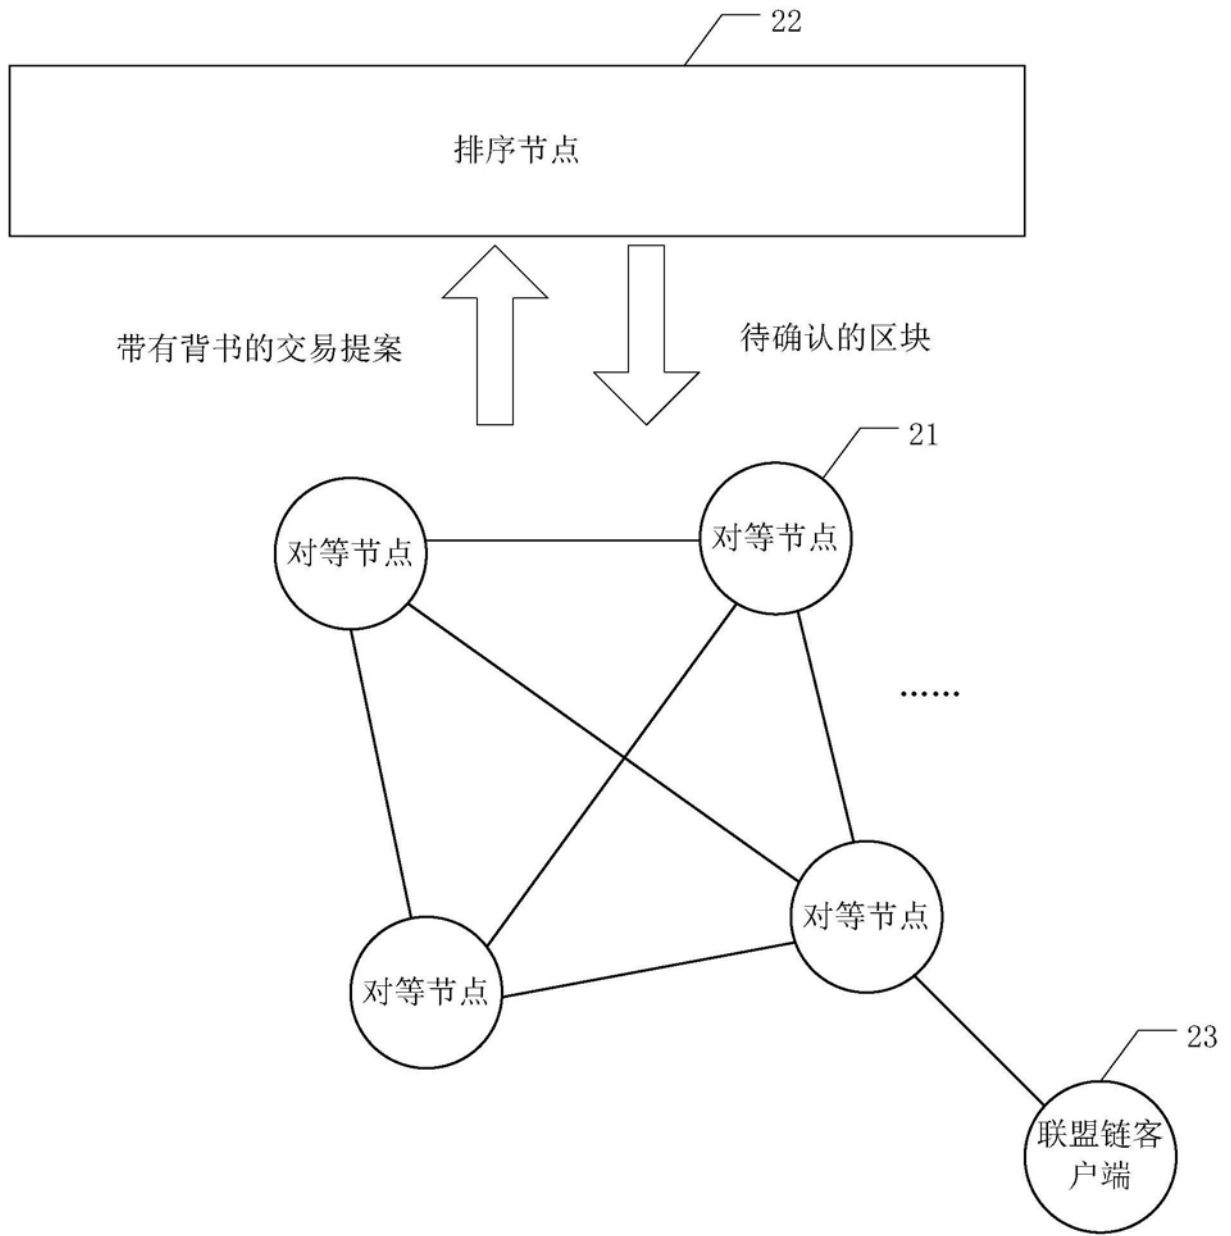 22
排序节点
带有背书的交易提案
待确认的区块
21
对等节点
对等节点
……
对等节点
对等节点
23
联盟链客
户端